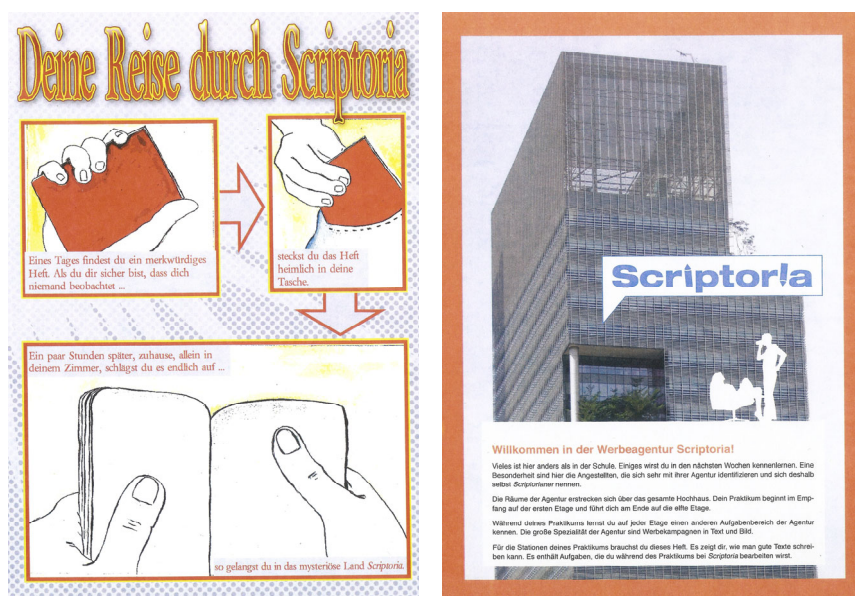 Deine Reise durch Scriptoria
Eines Tages findest du ein merkwürdiges
Heft. Als du dir sicher bist, dass dich
niemand beobachtet ...
steckst du das Heft
heimlich in deine
Tasche.
Ein paar Stunden später, zuhause, allein in
deinem Zimmer, schlägst du es endlich auf ...
so gelangst du in das mysteriöse Land Scriptoria.
Scriptoria
Willkommen in der Werbeagentur Scriptoria!
Vieles ist hier anders als in der Schule. Einiges wirst du in den nächsten Wochen kennenlernen. Eine
Besonderheit sind hier die Angestellten, die sich sehr mit ihrer Agentur identifizieren und sich deshalb
selbst Scriptorianer nennen.
Die Räume der Agentur erstrecken sich über das gesamte Hochhaus. Dein Praktikum beginnt im Emp-
fang auf der ersten Etage und führt dich am Ende auf die elfte Etage.
Während deines Praktikums lernst du auf jeder Etage einen anderen Aufgabenbereich der Agentur
kennen. Die große Spezialität der Agentur sind Werbekampagnen in Text und Bild.
Für die Stationen deines Praktikums brauchst du dieses Heft. Es zeigt dir, wie man gute Texte schrei-
ben kann. Es enthält Aufgaben, die du während des Praktikums bei Scriptoria bearbeiten wirst.